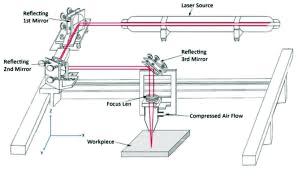 Laser Source
Reflecting
1st Mirror
Reflecting
2nd Mirror
Reflecting
3rd Mirror
Focus Len
Compressed Air Flow
Workpiece